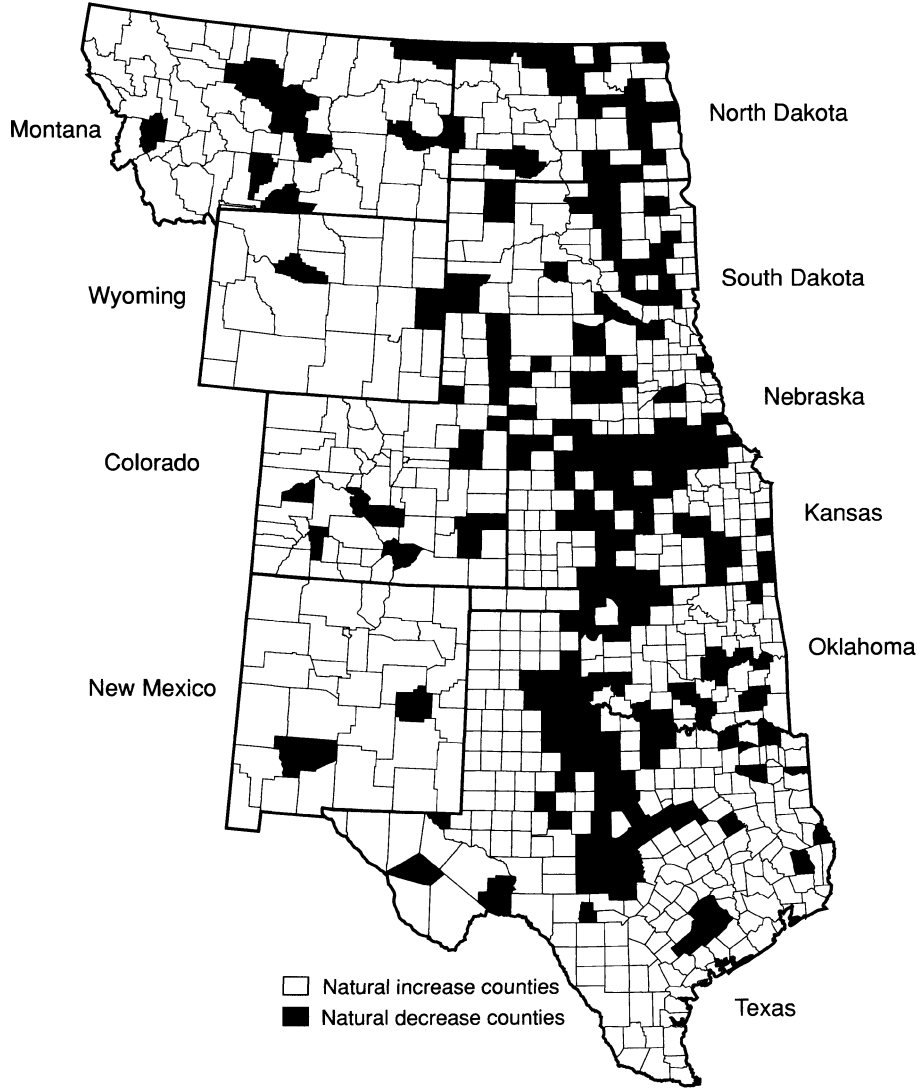 North Dakota
Montana
South Dakota
Wyoming
Nebraska
Colorado
Kansas
Oklahoma
New Mexico
Natural increase counties
Natural decrease counties
Texas